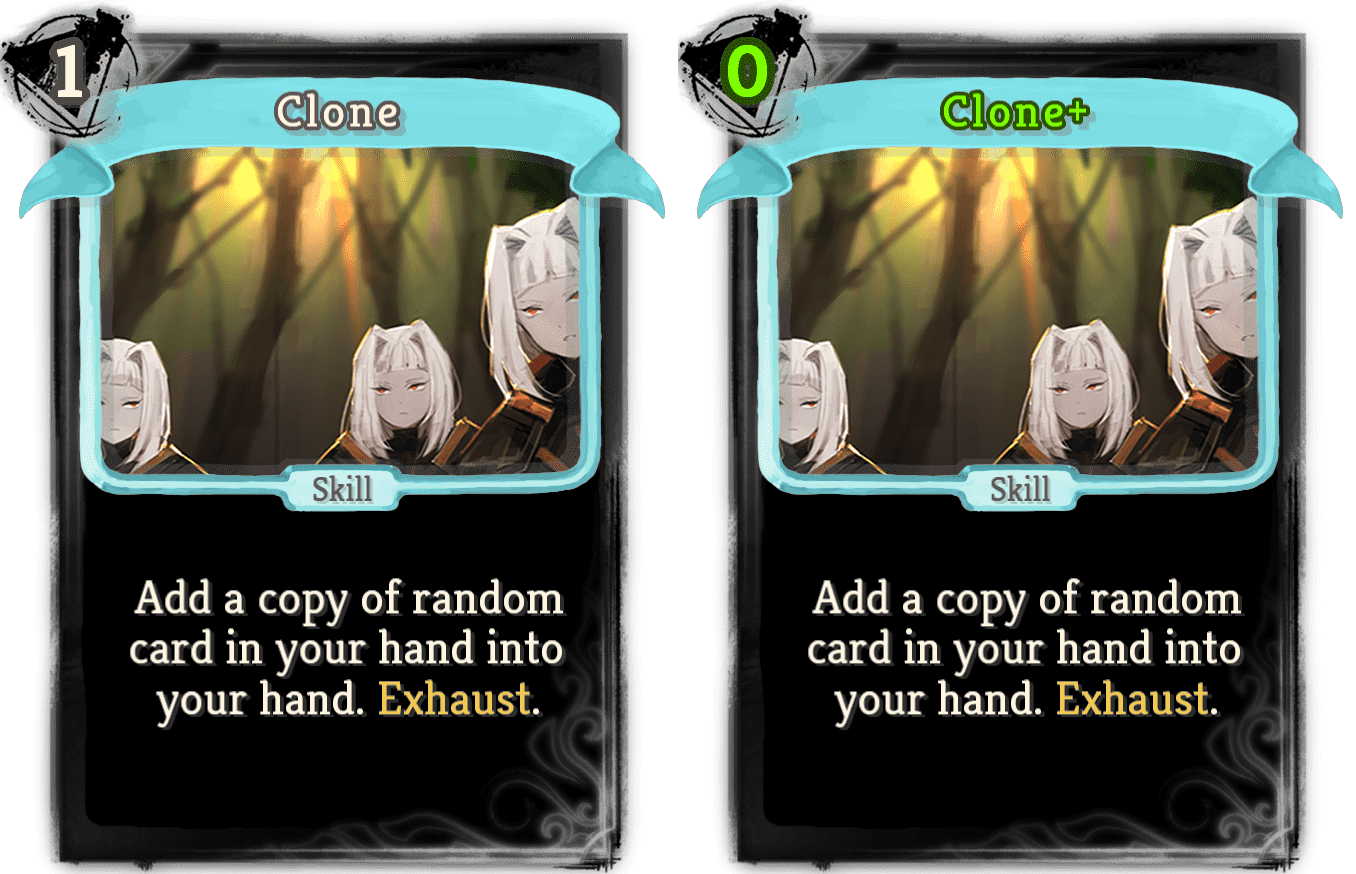 1
Clone
Skill
Add a copy of random
card in your hand into
your hand. Exhaust.
0
Clone+
Skill
Add a copy of random
card in your hand into
your hand. Exhaust.